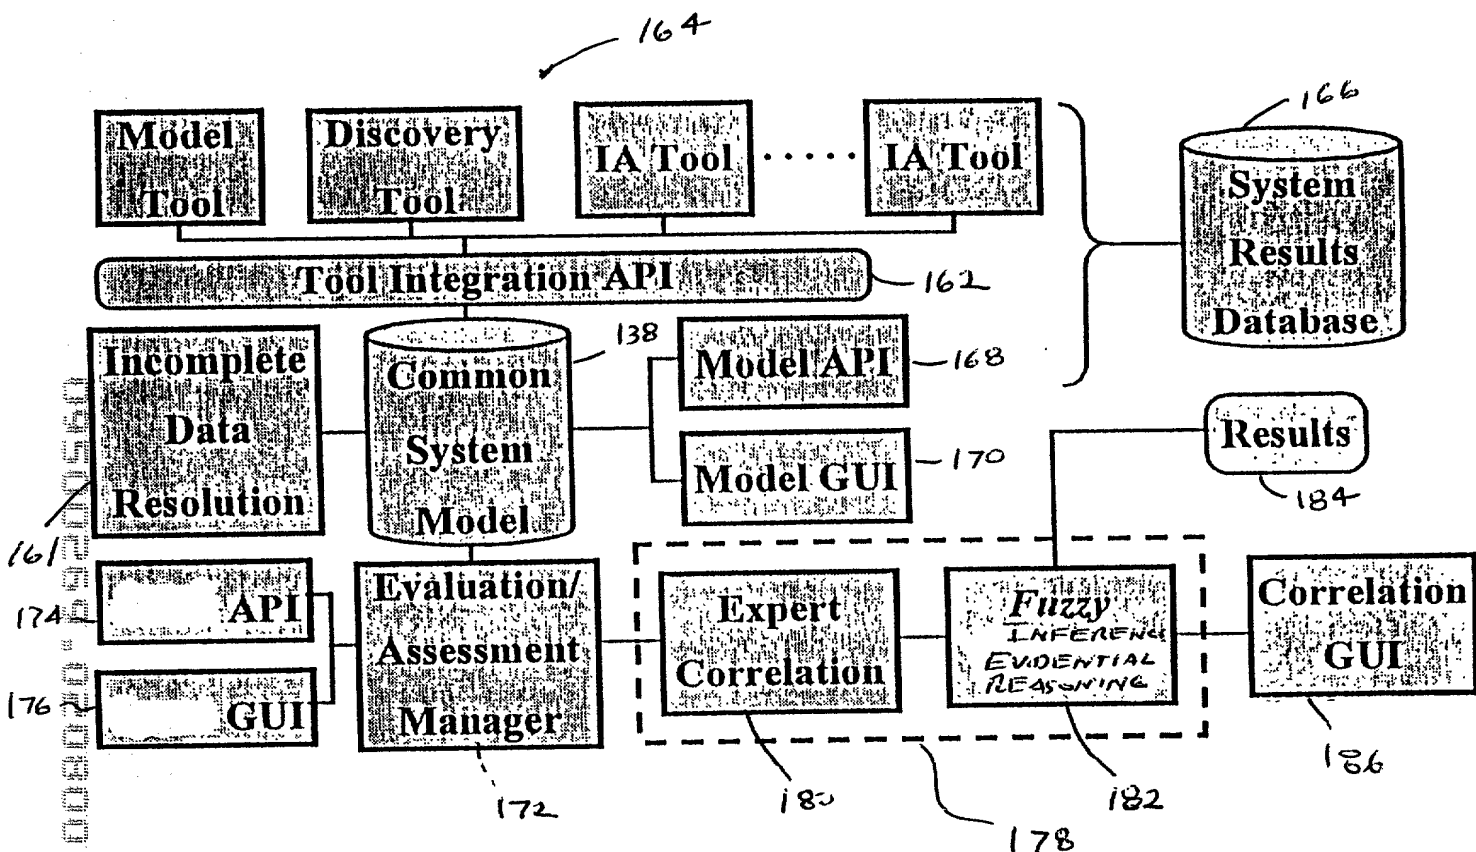 164
Model
Tool
Discovery
Tool
IA Tool
. . . . .
IA Tool
166
System
Results
Database
Tool Integration API
162
Incomplete
Data
Resolution
161
138
Common
System
Model
Model API
168
Model GUI
170
Results
184
API
174
GUI
176
Evaluation/
Assessment
Manager
172
Expert
Correlation
180
Fuzzy
INFERENCE
EVIDENTIAL
REASONING
182
178
Correlation
GUI
186